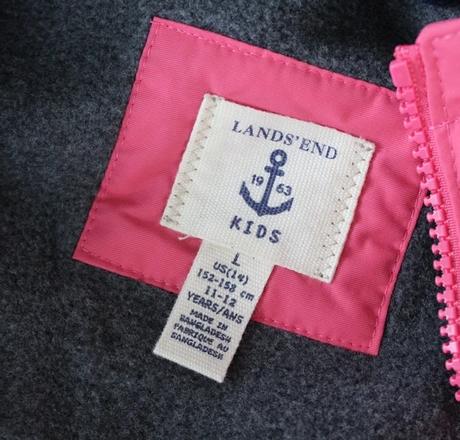 LANDS' END
19 63
KIDS
L
US(14)
152-158 cm
11-12
YEARS/ANS
MADE IN
BANGLADESH
FABRIQUE AU
BANGLADESH